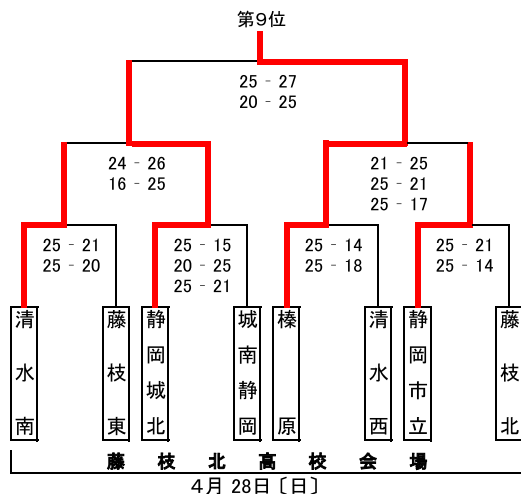 第9位
25 - 27
20 - 25
24 - 26
16 - 25
21 - 25
25 - 21
25 - 17
25 - 21
25 - 20
25 - 15
20 - 25
25 - 21
25 - 14
25 - 18
25 - 21
25 - 14
清水南
藤枝東
静岡城北
城南静岡
榛原
清水西
静岡市立
藤枝北
藤枝北高校会場
4月 28日〔日〕